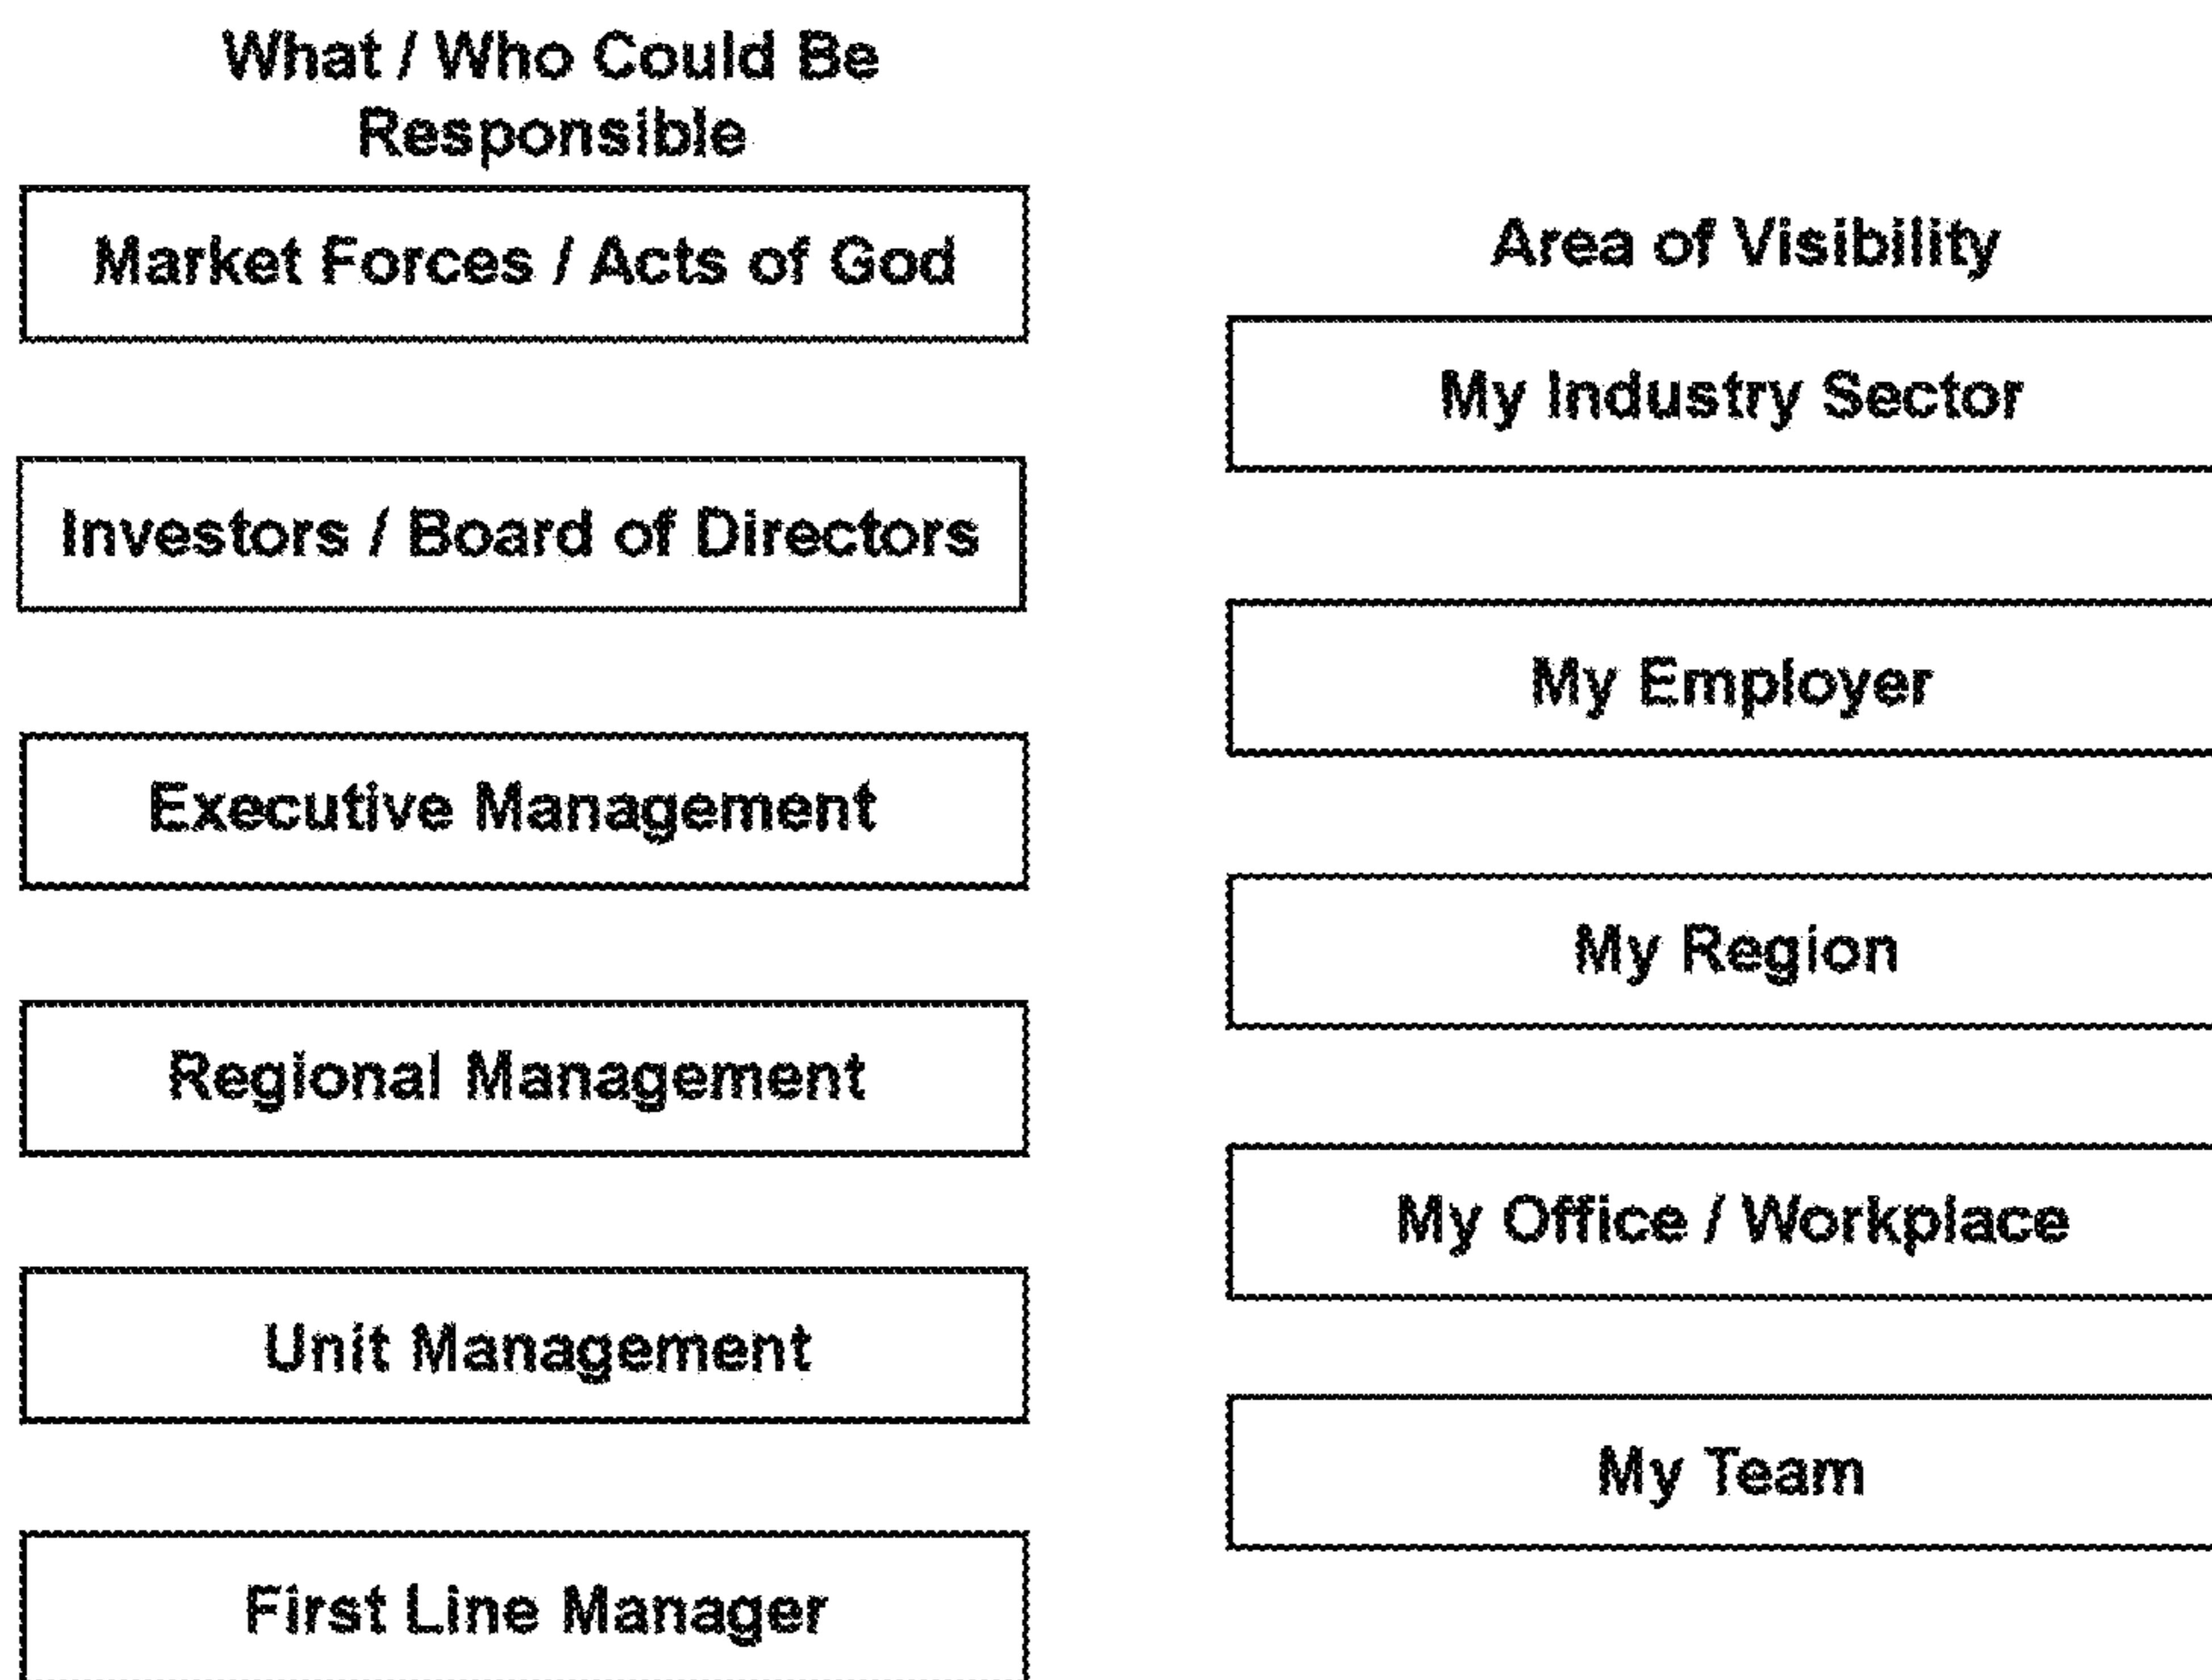 What / Who Could Be
Responsible
Market Forces / Acts of God
Investors / Board of Directors
Executive Management
Regional Management
Unit Management
First Line Manager
Area of Visibility
My Industry Sector
My Employer
My Region
My Office / Workplace
My Team